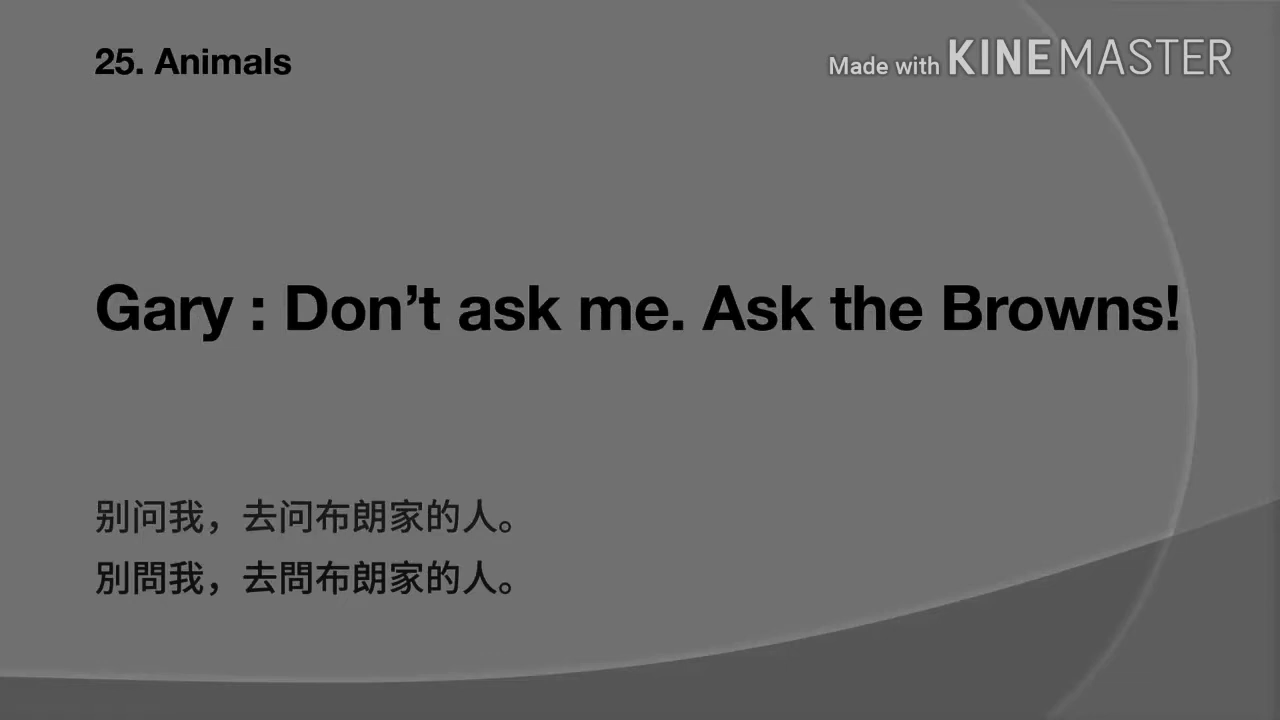 25. Animals
Made with KINEMASTER
Gary : Don’t ask me. Ask the Browns!
别问我，去问布朗家的人。
別問我，去問布朗家的人。